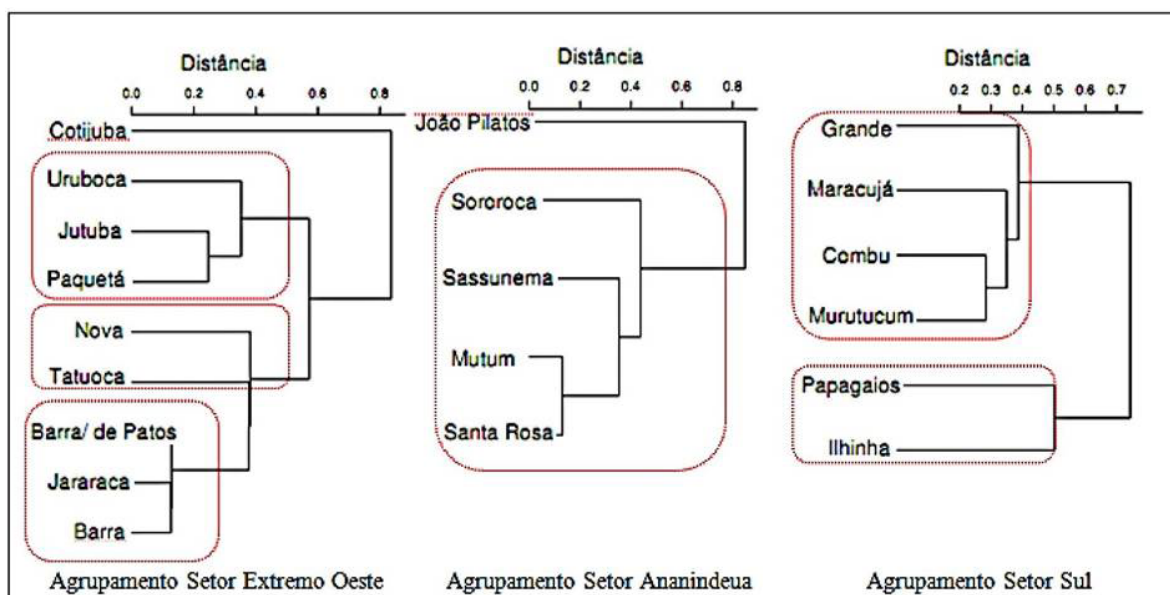 Distância
0.0 0.2 0.4 0.6 0.8
Cotijuba
Uruboca
Jutuba
Paquetá
Nova
Tatuoca
Barra/ de Patos
Jararaca
Barra
Agrupamento Setor Extremo Oeste
Distância
0.0 0.2 0.4 0.6 0.8
João Pilatos
Sororoca
Sassunema
Mutum
Santa Rosa
Agrupamento Setor Ananindeua
Distância
0.2 0.3 0.4 0.5 0.6 0.7
Grande
Maracujá
Combu
Murutucum
Papagaios
Ilhinha
Agrupamento Setor Sul